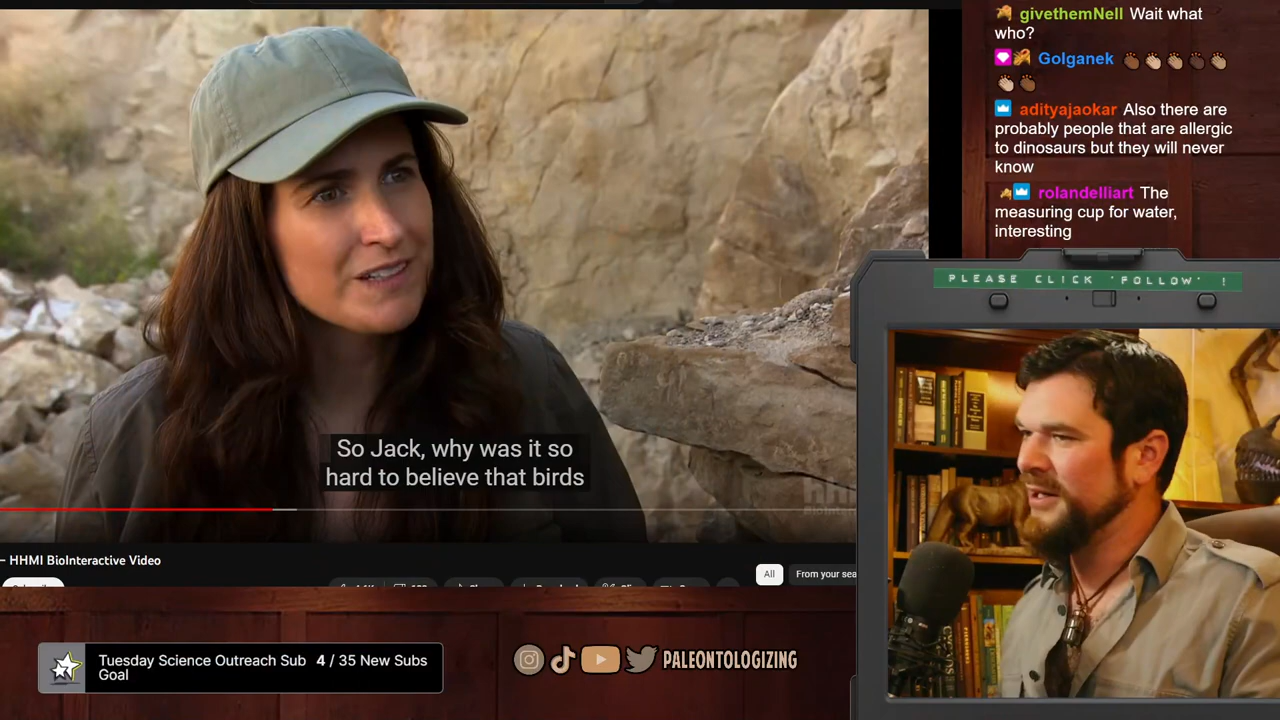 givethemNell Wait what
who?
Golganek
adityajaokar Also there are
probably people that are allergic
to dinosaurs but they will never
know
rolandelliart The
measuring cup for water,
interesting
PLEASE CLICK 'FOLLOW' !
So Jack, why was it so
hard to believe that birds
– HHMI BioInteractive Video
All
From your sea
Tuesday Science Outreach Sub 4 / 35 New Subs
Goal
PALEONTOLOGIZING